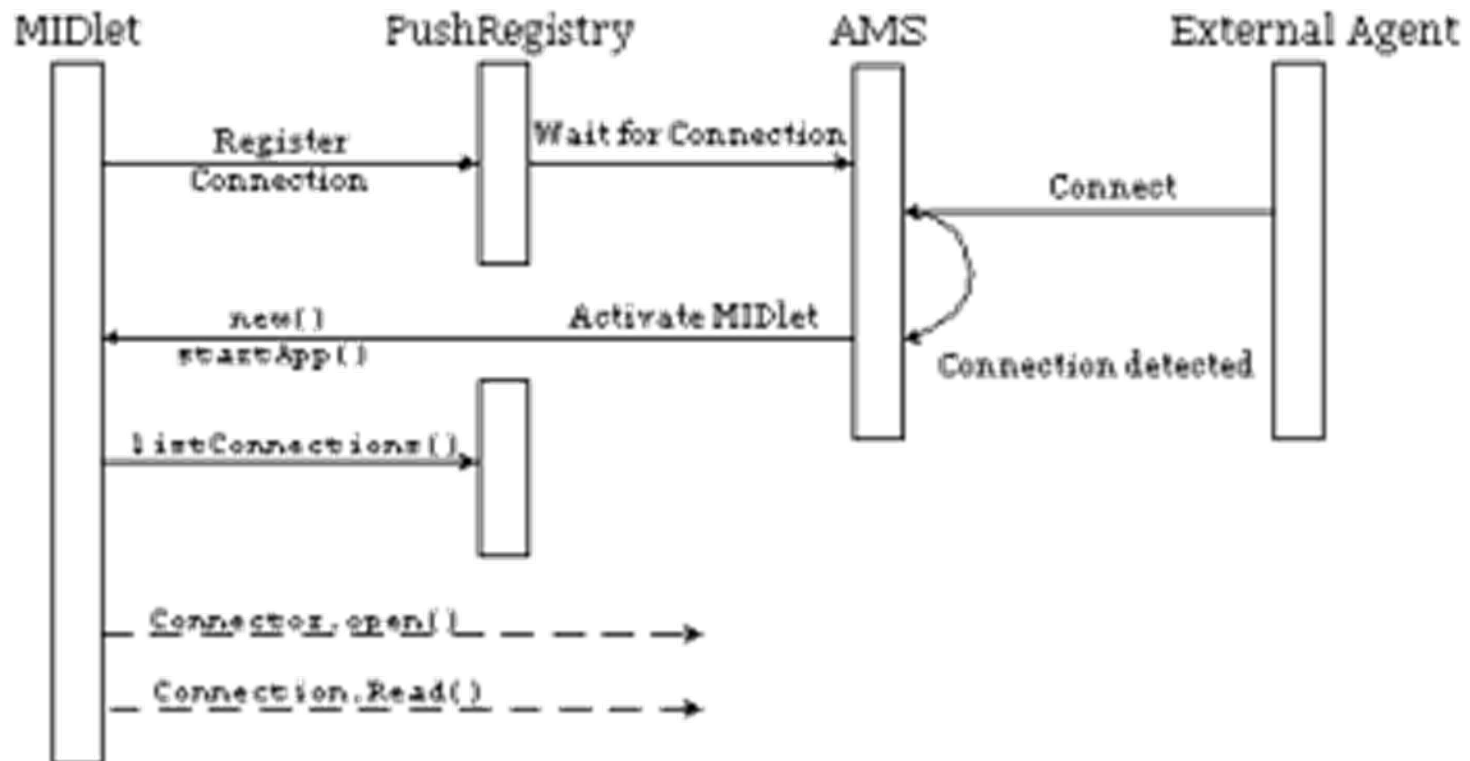 MIDlet PushRegistry AMS External Agent
Register
Connection
Wait for Connection
Connect
new()
startApp()
Activate MIDlet
Connection detected
listConnections()
Connector.open()
Connection.Read()